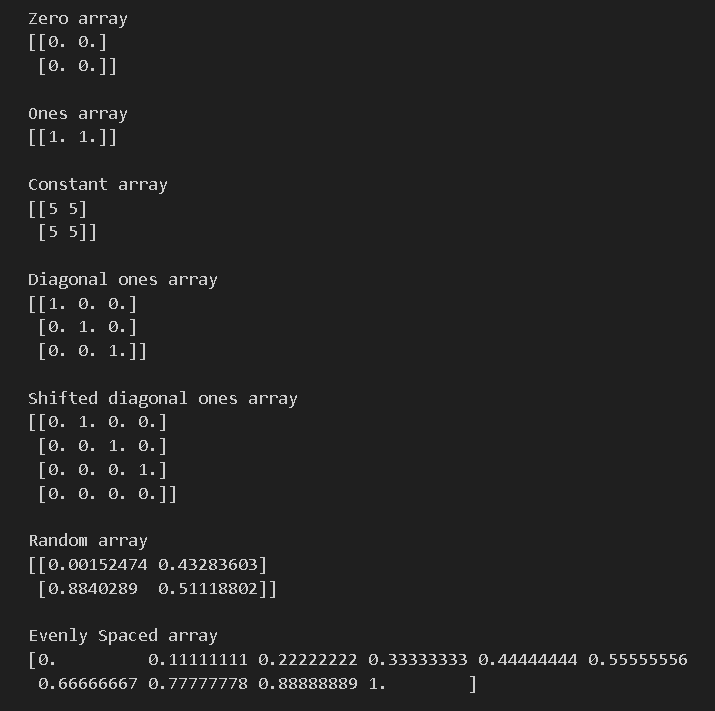 Zero array
[[0. 0.]
 [0. 0.]]

Ones array
[[1. 1.]]

Constant array
[[5 5]
 [5 5]]

Diagonal ones array
[[1. 0. 0.]
 [0. 1. 0.]
 [0. 0. 1.]]

Shifted diagonal ones array
[[0. 1. 0. 0.]
 [0. 0. 1. 0.]
 [0. 0. 0. 1.]
 [0. 0. 0. 0.]]

Random array
[[0.00152474 0.43283603]
 [0.8840289  0.51118802]]

Evenly Spaced array
[0.         0.11111111 0.22222222 0.33333333 0.44444444 0.55555556
 0.66666667 0.77777778 0.88888889 1.        ]